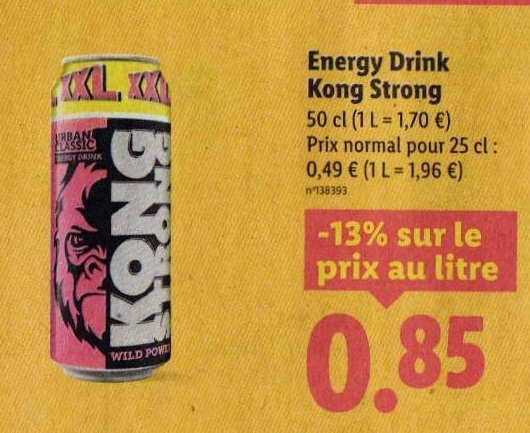 XXL XXL
URBAN
CLASSIC
ENERGY DRINK
KONG
STRONG
WILD POWER
Energy Drink
Kong Strong
50 cl (1 L = 1,70 €)
Prix normal pour 25 cl :
0,49 € (1 L = 1,96 €)
n°138393
-13% sur le
prix au litre
0.85